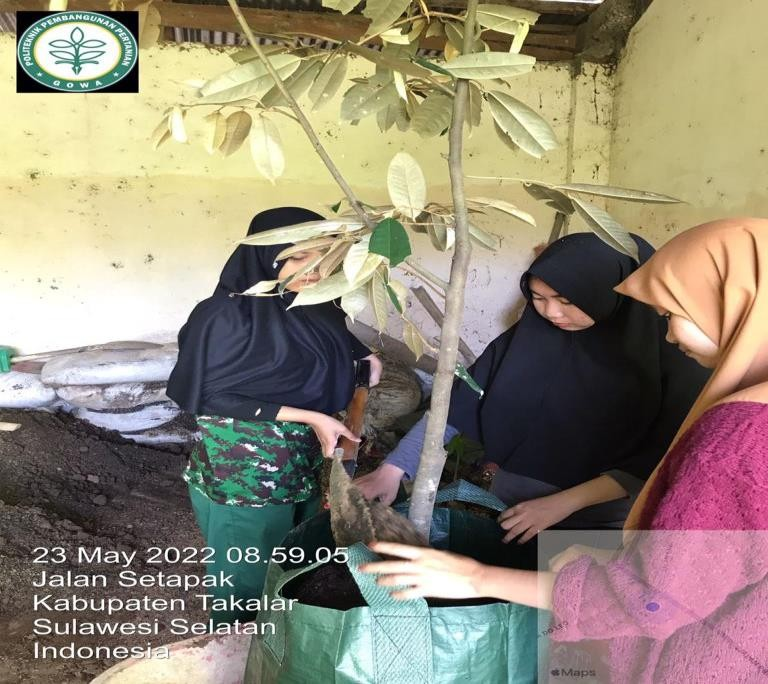 POLITEKNIK PEMBANGUNAN PERTANIAN
GOWA
23 May 2022 08.59.05
Jalan Setapak
Kabupaten Takalar
Sulawesi Selatan
Indonesia
Maps